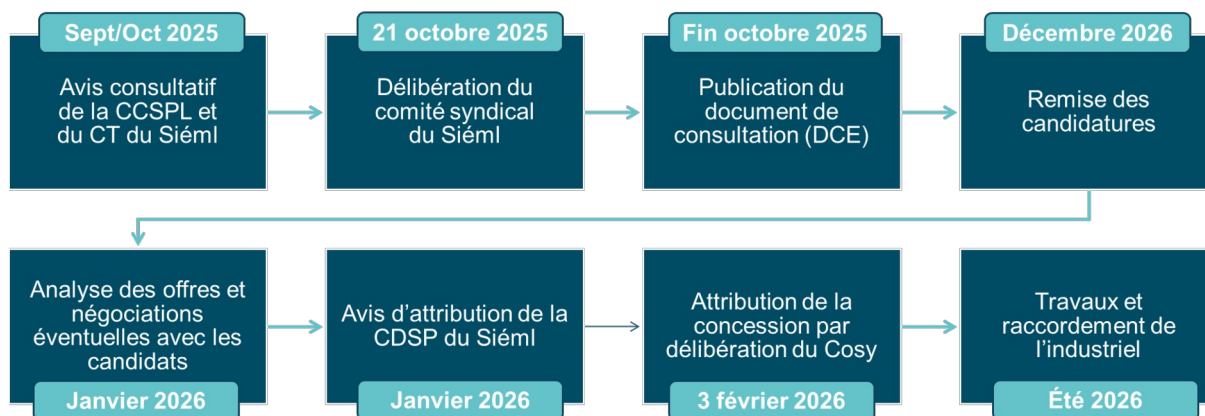 Sept/Oct 2025
Avis consultatif
de la CCSPL et
du CT du Siéml
21 octobre 2025
Délibération du
comité syndical
du Siéml
Fin octobre 2025
Publication du
document de
consultation (DCE)
Décembre 2026
Remise des
candidatures
Analyse des offres et
négociations
éventuelles avec les
candidats
Janvier 2026
Avis d’attribution de la
CDSP du Siéml
Janvier 2026
Attribution de la
concession par
délibération du Cosy
3 février 2026
Travaux et
raccordement de
l’industriel
Été 2026